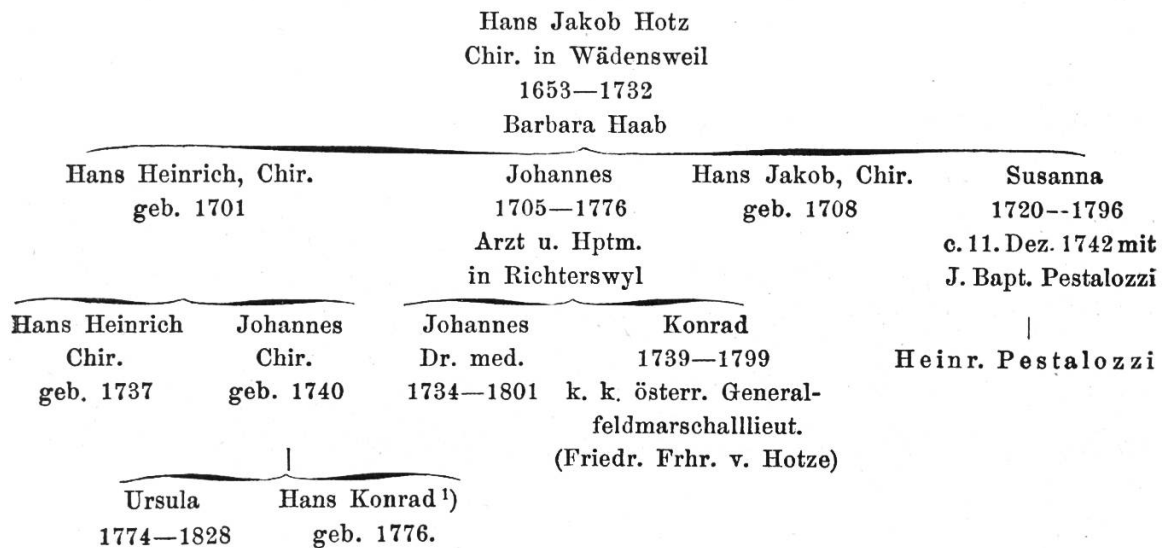 Hans Jakob Hotz
Chir. in Wädensweil
1653—1732
Barbara Haab
Hans Heinrich, Chir.
geb. 1701
Johannes
1705—1776
Arzt u. Hptm.
in Richterswyl
Hans Jakob, Chir.
geb. 1708
Susanna
1720--1796
c. 11. Dez. 1742 mit
J. Bapt. Pestalozzi
Hans Heinrich
Chir.
geb. 1737
Johannes
Chir.
geb. 1740
Johannes
Dr. med.
1734—1801
Konrad
1739—1799
k. k. österr. General-
feldmarschalllieut.
(Friedr. Frhr. v. Hotze)
Heinr. Pestalozzi
Ursula
1774—1828
Hans Konrad ¹)
geb. 1776.